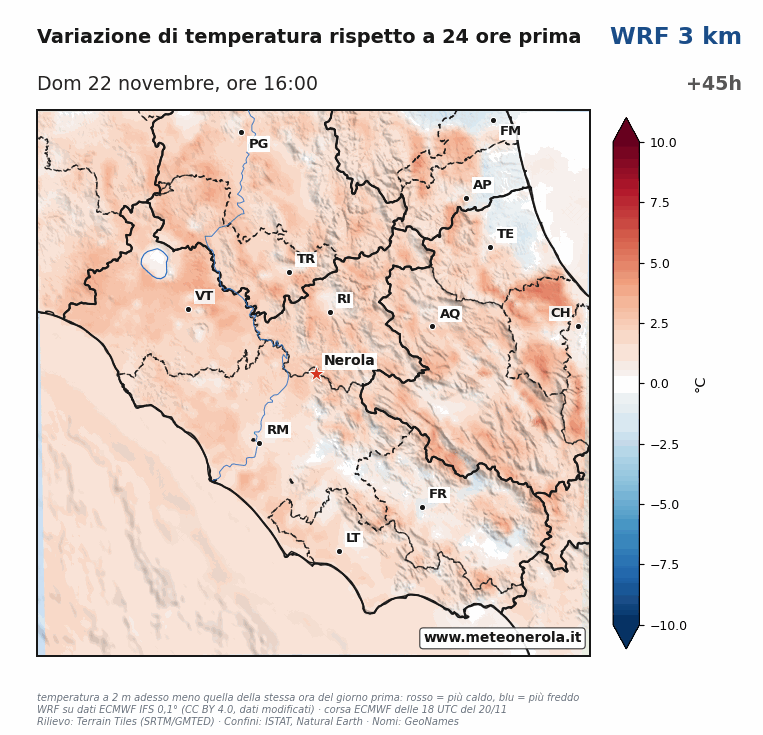 Variazione di temperatura rispetto a 24 ore prima
WRF 3 km
Dom 22 novembre, ore 16:00
+45h
FM
PG
AP
TE
TR
VT
RI
AQ
CH
Nerola
RM
FR
LT
www.meteonerola.it
10.0
7.5
5.0
2.5
0.0
−2.5
−5.0
−7.5
−10.0
°C
temperatura a 2 m adesso meno quella della stessa ora del giorno prima: rosso = più caldo, blu = più freddo
WRF su dati ECMWF IFS 0,1° (CC BY 4.0, dati modificati) · corsa ECMWF delle 18 UTC del 20/11
Rilievo: Terrain Tiles (SRTM/GMTED) · Confini: ISTAT, Natural Earth · Nomi: GeoNames